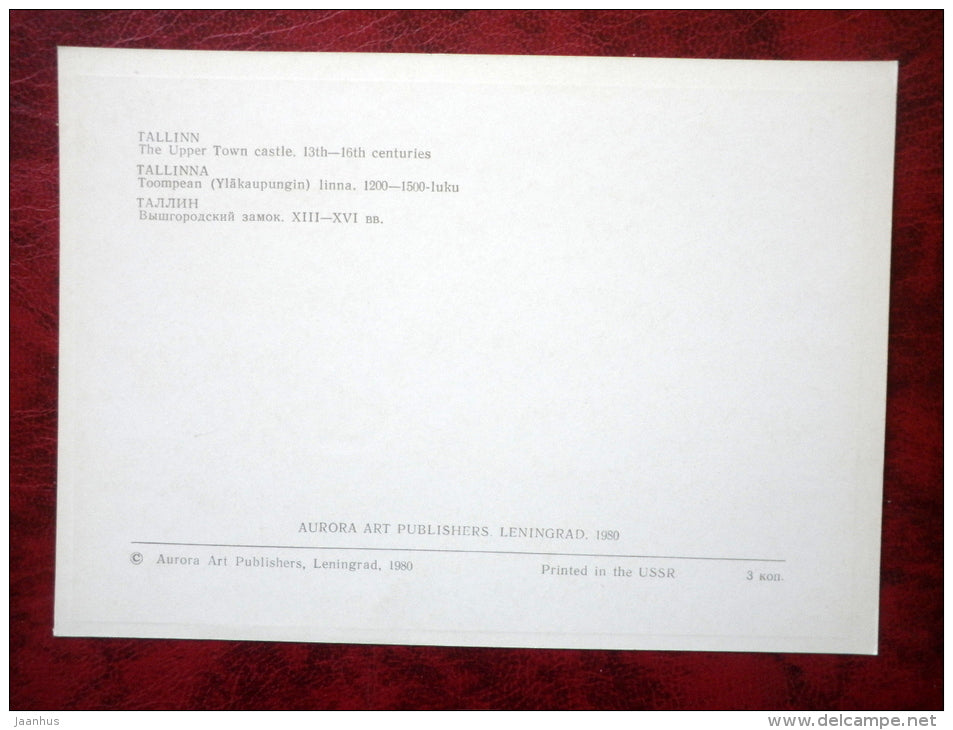 TALLINN
The Upper Town castle. 13th—16th centuries
TALLINNA
Toompean (Yläkaupungin) linna. 1200—1500-luku
ТАЛЛИН
Вышгородский замок. XIII—XVI вв.
AURORA ART PUBLISHERS. LENINGRAD. 1980
© Aurora Art Publishers, Leningrad, 1980 Printed in the USSR 3 коп.
jaanhus www.delcampe.net